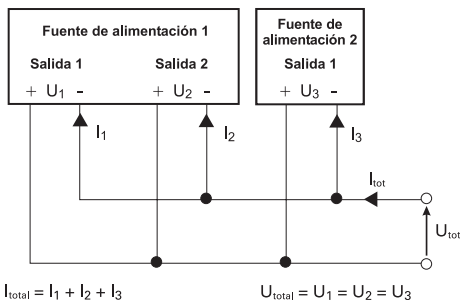 Fuente de alimentación 1
Fuente de
alimentación 2
Salida 1
Salida 2
Salida 1
+ U1 -
+ U2 -
+ U3 -
I1
I2
I3
Itot
Utot
Itotal = I1 + I2 + I3
Utotal = U1 = U2 = U3